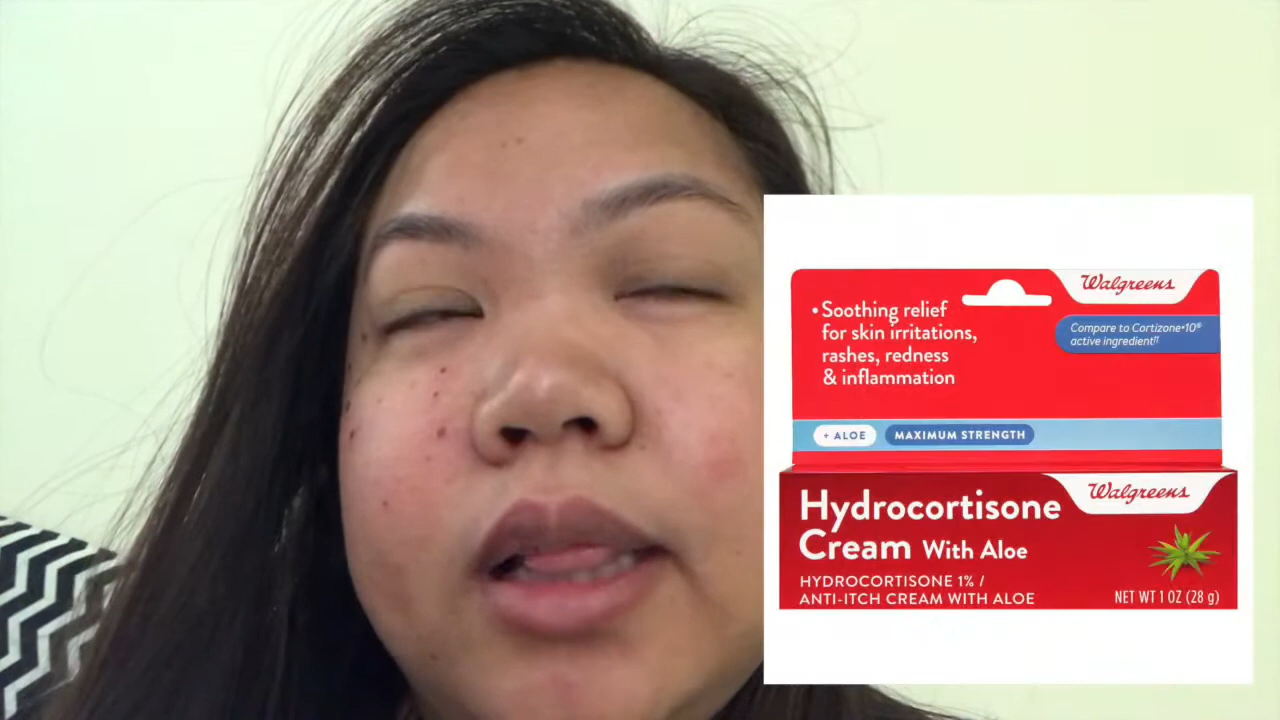 Walgreens
• Soothing relief
for skin irritations,
rashes, redness
& inflammation
Compare to Cortizone•10®
active ingredient††
+ ALOE MAXIMUM STRENGTH
Walgreens
Hydrocortisone
Cream With Aloe
HYDROCORTISONE 1% /
ANTI-ITCH CREAM WITH ALOE
NET WT 1 OZ (28 g)